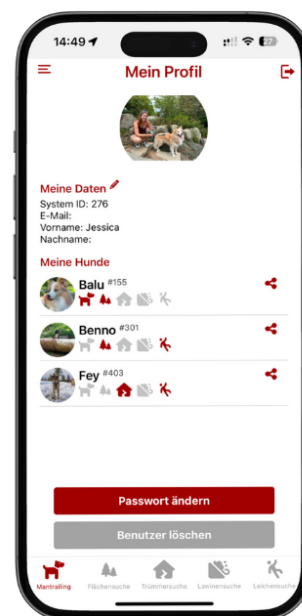 14:49
27
Mein Profil
Meine Daten
System ID: 276
E-Mail:
Vorname: Jessica
Nachname:
Meine Hunde
Balu #155
Benno #301
Fey #403
Passwort ändern
Benutzer löschen
Mantrailing Flächensuche Trümmersuche Lawinensuche Leichensuche